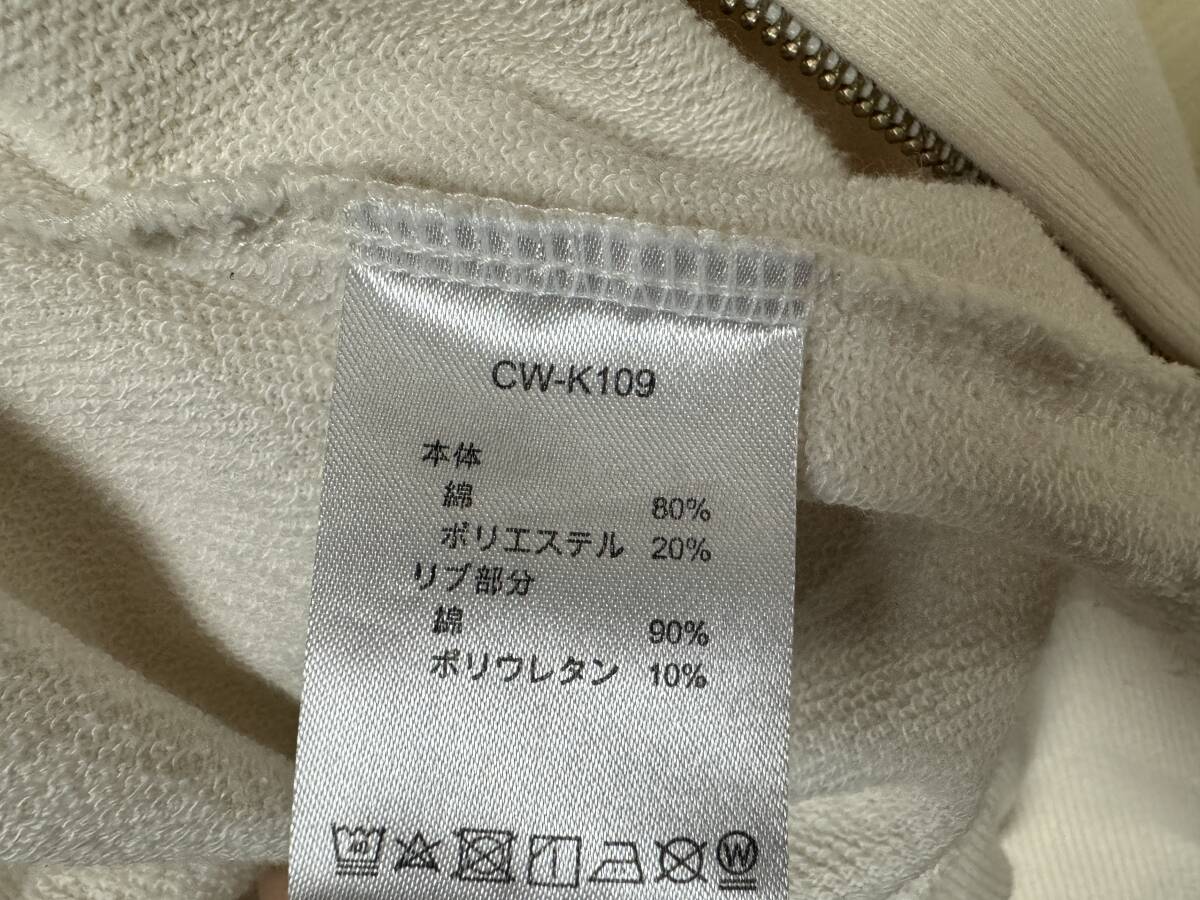 CW-K109
本体
綿 80%
ポリエステル 20%
リブ部分
綿 90%
ポリウレタン 10%
40 W